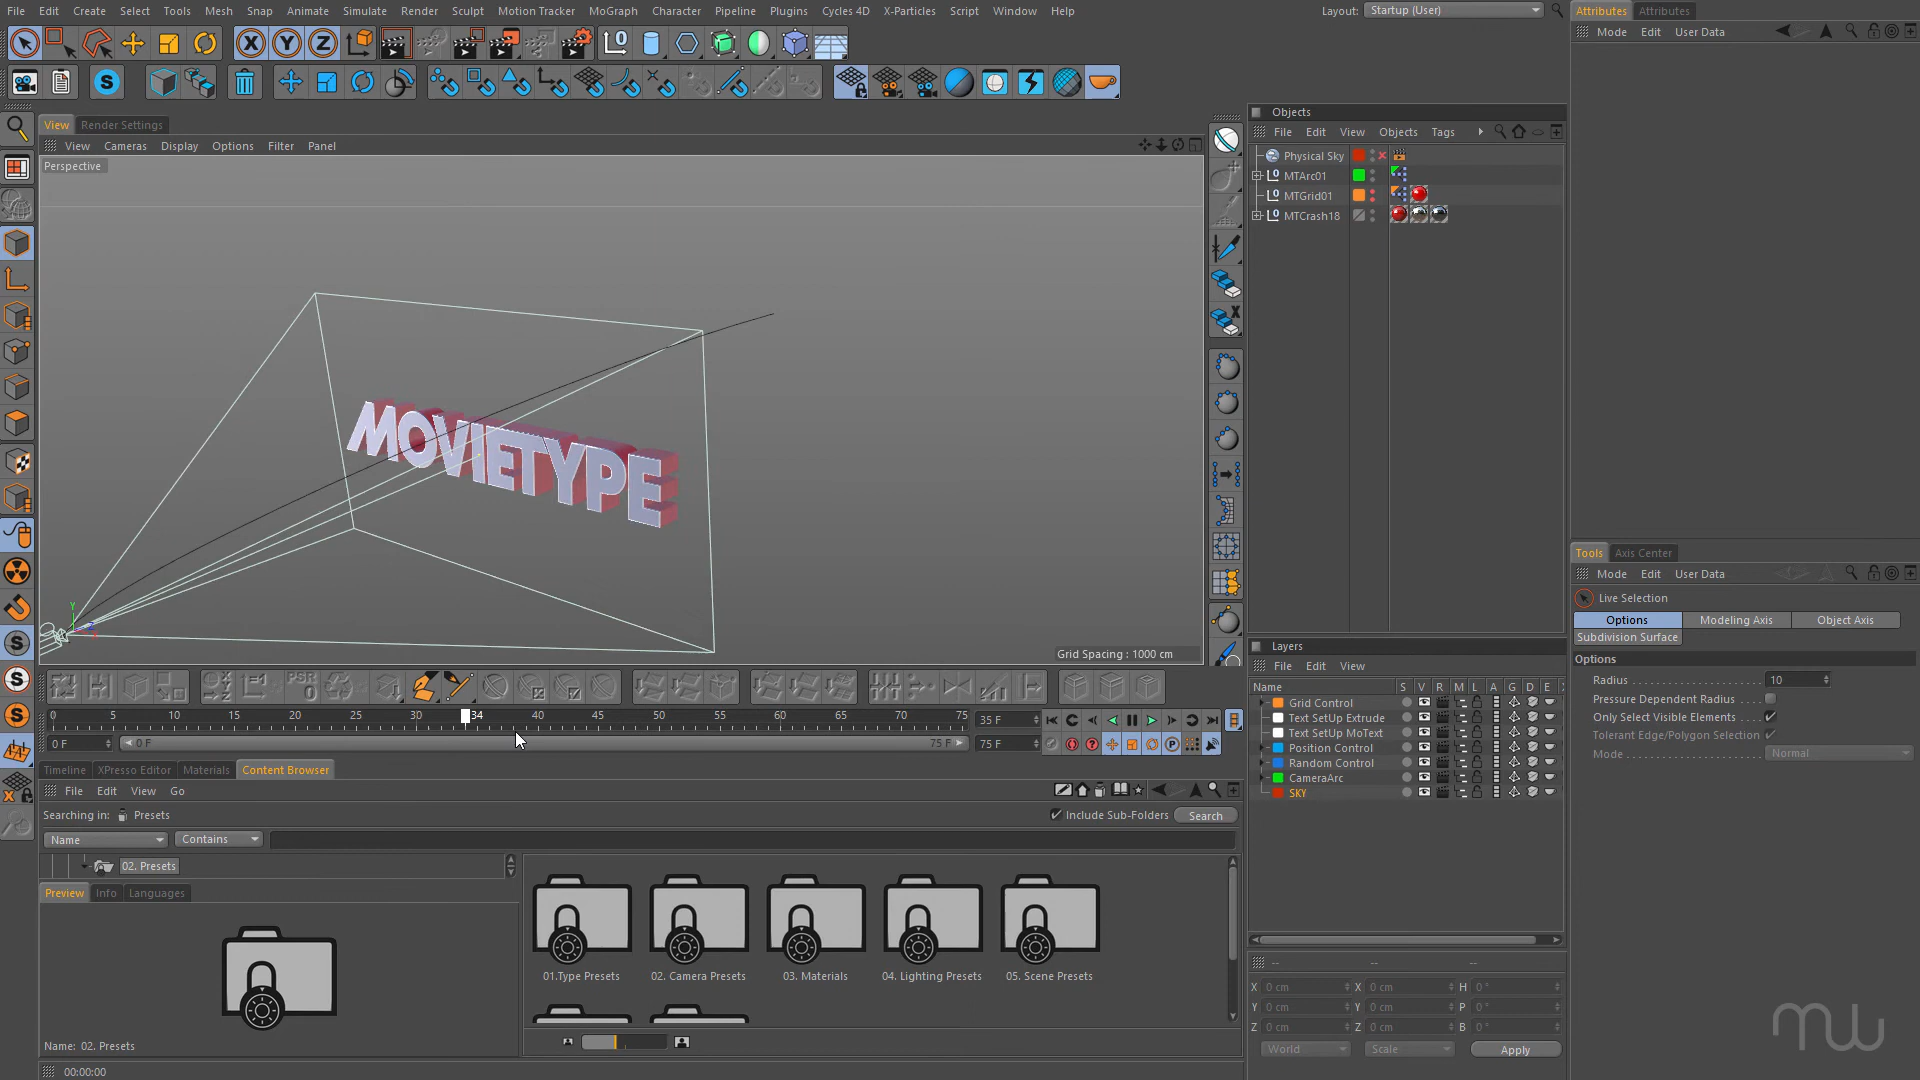 File Edit Create Select Tools Mesh Snap Animate Simulate Render Sculpt Motion Tracker MoGraph Character Pipeline Plugins Cycles 4D X-Particles Script Window Help Layout: Startup (User) Attributes Attributes
Mode Edit User Data
Objects
View Render Settings
File Edit View Objects Tags
View Cameras Display Options Filter Panel
Perspective
Physical Sky
MTArc01
MTGrid01
MTCrash18
MOVIETYPE
Grid Spacing : 1000 cm
Tools Axis Center
Mode Edit User Data
Live Selection
Options Modeling Axis Object Axis
Subdivision Surface
Options
Radius 10
Pressure Dependent Radius
Only Select Visible Elements
Tolerant Edge/Polygon Selection
Mode Normal
Layers
File Edit View
Name S V R M L A G D E
Grid Control
Text SetUp Extrude
Text SetUp MoText
Position Control
Random Control
CameraArc
SKY
PSR
0
0 5 10 15 20 25 30 34 40 45 50 55 60 65 70 75 35 F
0 F 0 F 75 F 75 F
Timeline XPresso Editor Materials Content Browser
File Edit View Go
Searching in: Presets Include Sub-Folders Search
Name Contains
02. Presets
Preview Info Languages
01.Type Presets 02. Camera Presets 03. Materials 04. Lighting Presets 05. Scene Presets
Name: 02. Presets
-- -- --
X 0 cm X 0 cm H 0 °
Y 0 cm Y 0 cm P 0 °
Z 0 cm Z 0 cm B 0 °
World Scale Apply
00:00:00
mw